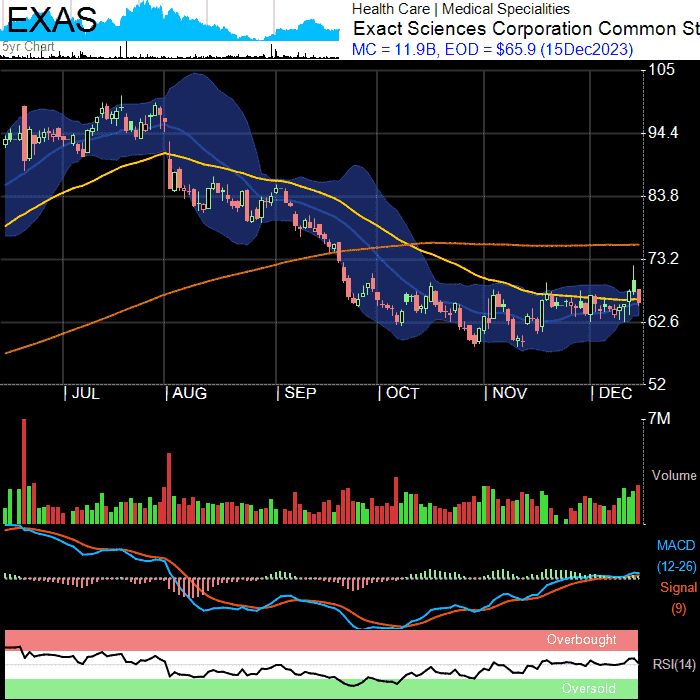 EXAS
5yr Chart
Health Care | Medical Specialities
Exact Sciences Corporation Common St
MC = 11.9B, EOD = $65.9 (15Dec2023)
105
94.4
83.8
73.2
62.6
52
| JUL | AUG | SEP | OCT | NOV | DEC
7M
Volume
MACD
(12-26)
Signal
(9)
Overbought
RSI(14)
Oversold